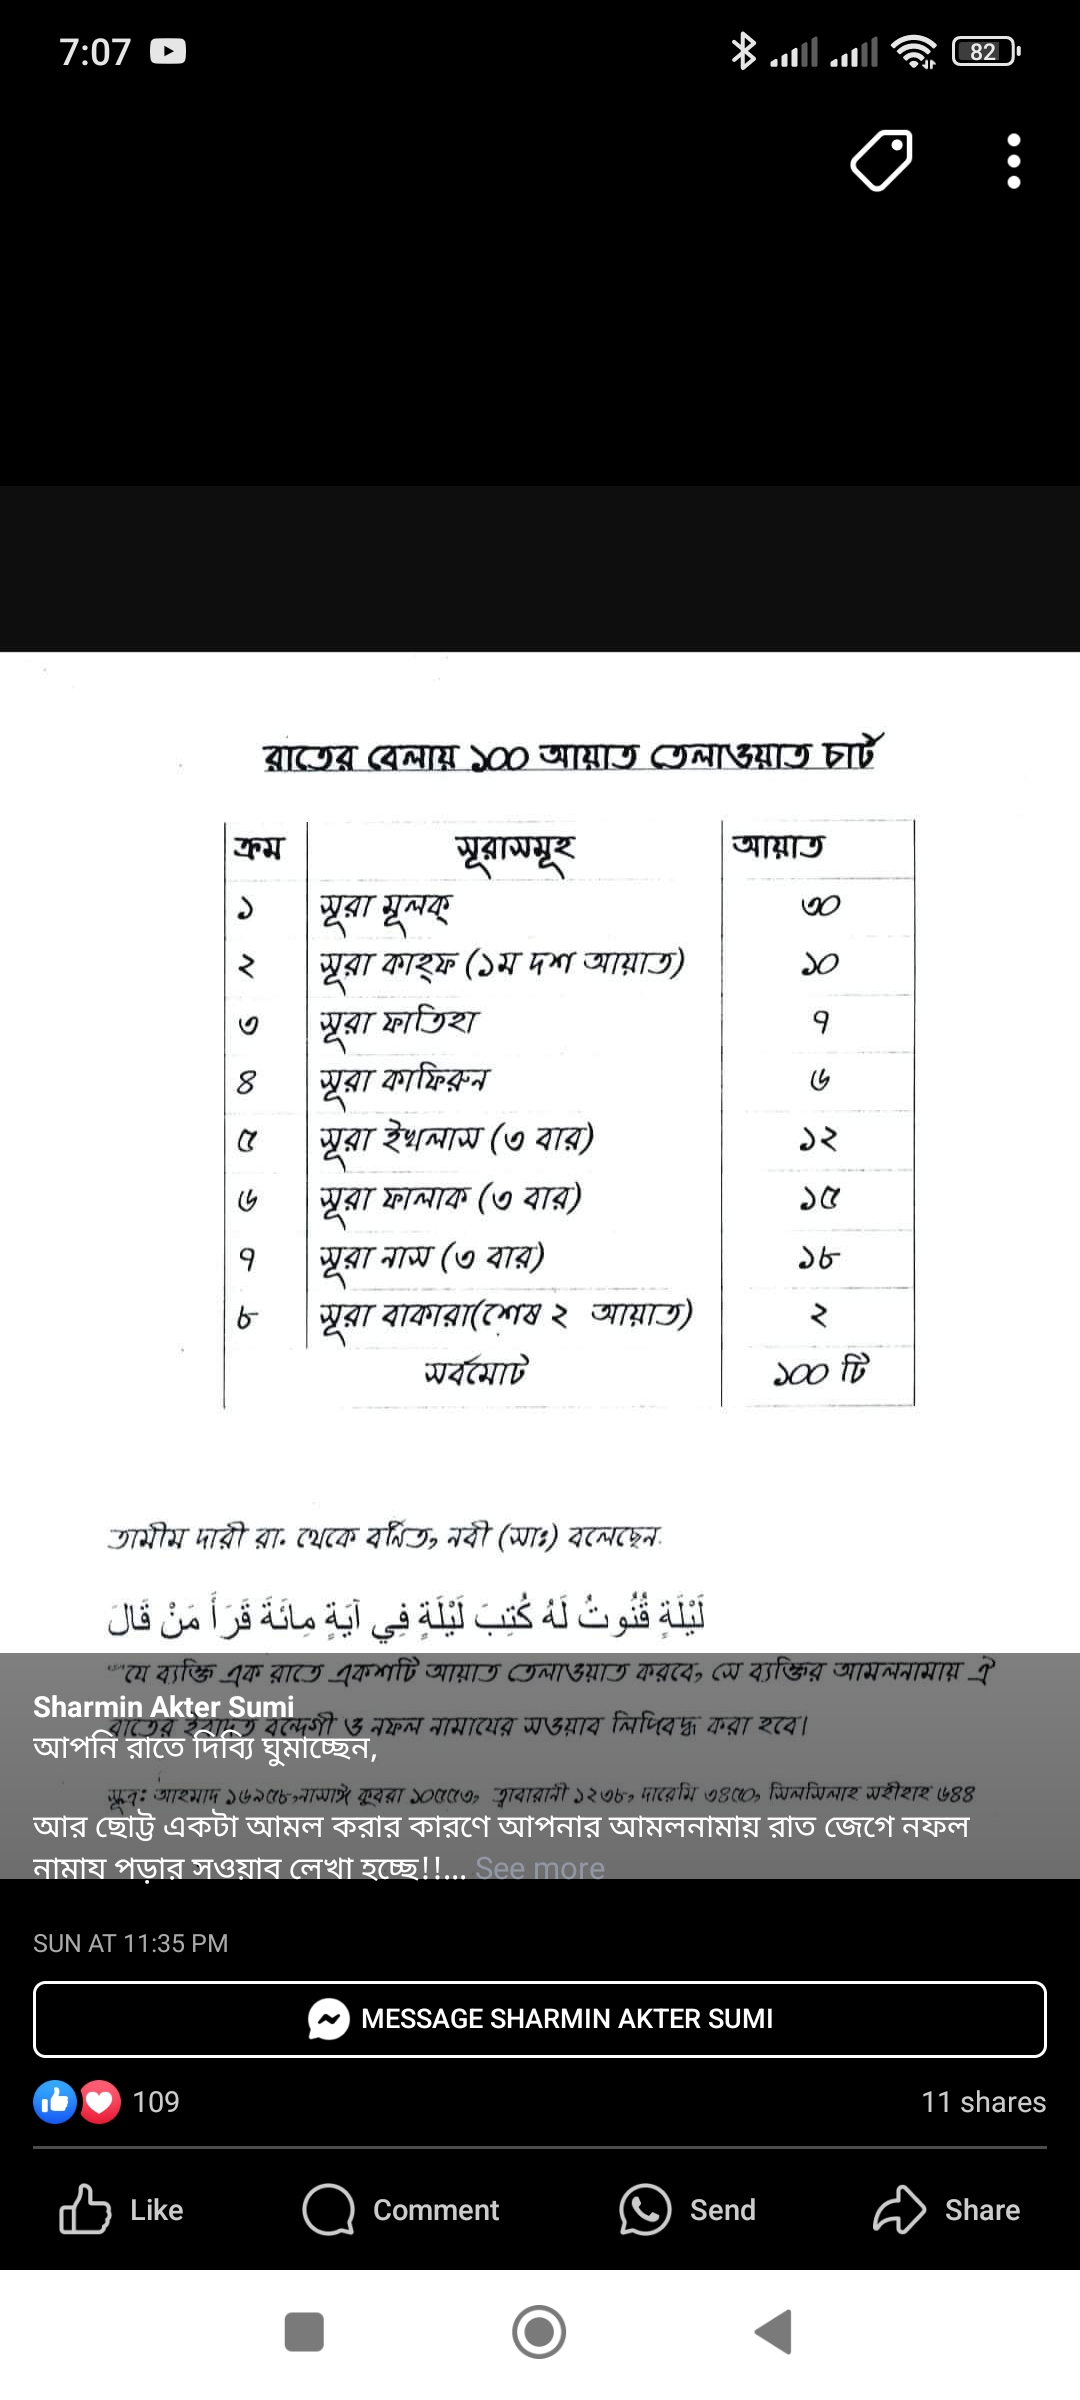 7:07
82
রাতের বেলায় ১০০ আয়াত তেলাওয়াত চার্ট
ক্রম সূরাসমূহ আয়াত
১ সূরা মূলক্ ৩০
২ সূরা কাহ্ফ (১ম দশ আয়াত) ১০
৩ সূরা ফাতিহা ৭
৪ সূরা কাফিরুন ৬
৫ সূরা ইখলাস (৩ বার) ১২
৬ সূরা ফালাক (৩ বার) ১৫
৭ সূরা নাস (৩ বার) ১৮
৮ সূরা বাকারা(শেষ ২ আয়াত) ২
সর্বমোট ১০০ টি
তামীম দারী রা. থেকে বর্ণিত, নবী (সাঃ) বলেছেন.
لَيْلَةٍ قُنُوتُ لَهُ كُتِبَ لَيْلَةٍ فِي آيَةٍ مِائَةَ قَرَأَ مَنْ قَالَ
"যে ব্যক্তি এক রাতে একশটি আয়াত তেলাওয়াত করবে, সে ব্যক্তির আমলনামায় ঐ
Sharmin Akter Sumi
রাতের ইবাদত বন্দেগী ও নফল নামাযের সওয়াব লিপিবদ্ধ করা হবে।
আপনি রাতে দিব্যি ঘুমাচ্ছেন,
সূত্র: আহমাদ ১৬৯৫৮,নাসাঈ কুবরা ১০৫৫৩, ত্বাবারানী ১২৩৮, দারেমি ৩৪৫০, সিলসিলাহ সহীহাহ ৬৪৪
আর ছোট্ট একটা আমল করার কারণে আপনার আমলনামায় রাত জেগে নফল
নামায পড়ার সওয়াব লেখা হচ্ছে!!... See more
SUN AT 11:35 PM
MESSAGE SHARMIN AKTER SUMI
109 11 shares
Like Comment Send Share